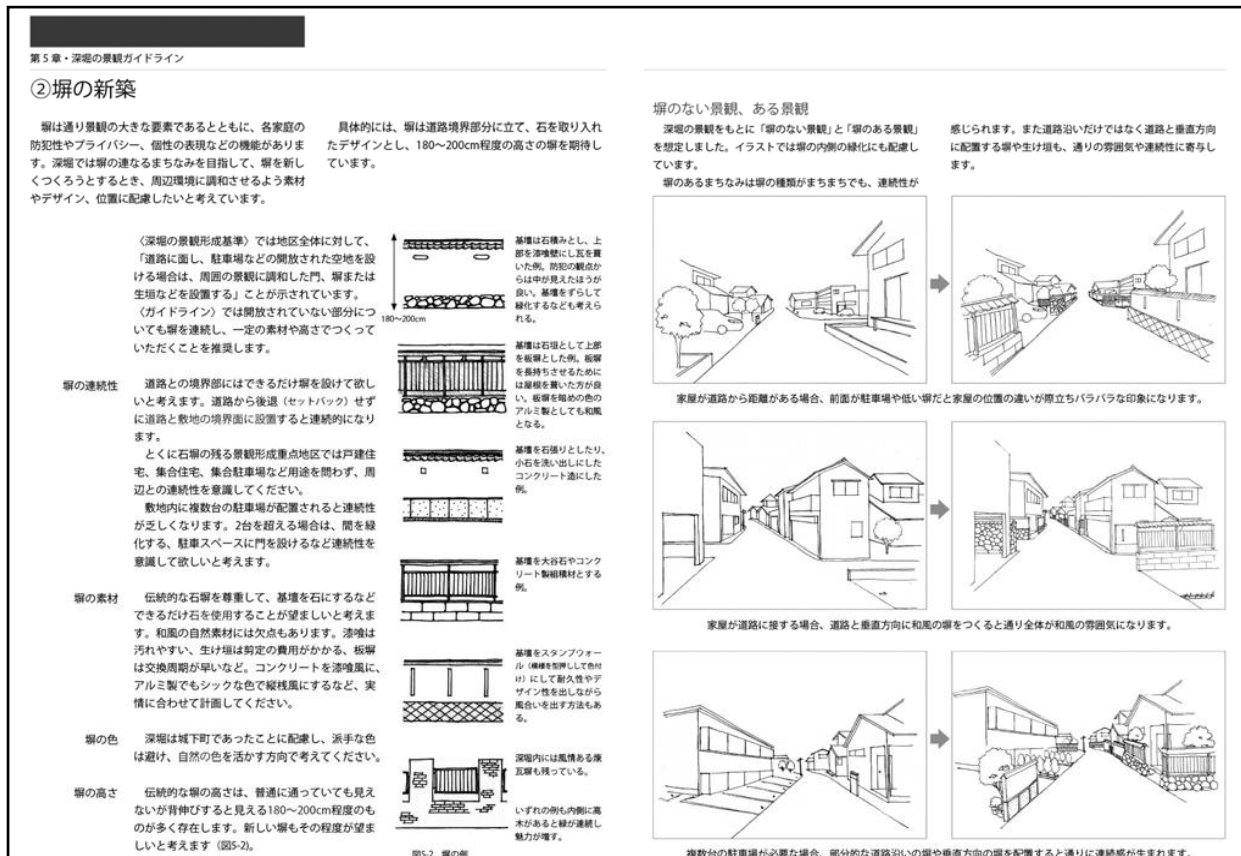 第5章・深堀の景観ガイドライン
②塀の新築
塀は通り景観の大きな要素であるとともに、各家庭の
防犯性やプライバシー、個性の表現などの機能がありま
す。深堀では塀の連なるまちなみを目指して、塀を新し
くつくろうとするとき、周辺環境に調和させるよう素材
やデザイン、位置に配慮したいと考えています。
具体的には、塀は道路境界部分に立て、石を取り入れ
たデザインとし、180〜200cm程度の高さの塀を期待し
ています。
〈深堀の景観形成基準〉では地区全体に対して、
「道路に面し、駐車場などの開放された空地を設
ける場合は、周囲の景観に調和した門、塀または
生垣などを設置する」ことが示されています。
〈ガイドライン〉では開放されていない部分につ
いても塀を連続し、一定の素材や高さでつくって
いただくことを推奨します。
塀の連続性
道路との境界部にはできるだけ塀を設けて欲し
いと考えます。道路から後退（セットバック）せず
に道路と敷地の境界面に設置すると連続的になり
ます。
とくに石塀の残る景観形成重点地区では戸建住
宅、集合住宅、集合駐車場など用途を問わず、周
辺との連続性を意識してください。
敷地内に複数台の駐車場が配置されると連続性
が乏しくなります。2台を超える場合は、間を緑
化する、駐車スペースに門を設けるなど連続性を
意識して欲しいと考えます。
塀の素材
伝統的な石塀を尊重して、基壇を石にするなど
できるだけ石を使用することが望ましいと考えま
す。和風の自然素材には欠点もあります。漆喰は
汚れやすい、生け垣は剪定の費用がかかる、板塀
は交換周期が早いなど。コンクリートを漆喰風に、
アルミ製でもシックな色で縦桟風にするなど、実
情に合わせて計画してください。
塀の色
深堀は城下町であったことに配慮し、派手な色
は避け、自然の色を活かす方向で考えてください。
塀の高さ
伝統的な塀の高さは、普通に通っていても見え
ないが背伸びすると見える180〜200cm程度のも
のが多く存在します。新しい塀もその程度が望ま
しいと考えます（図5-2）。
180〜200cm
基壇は石積みとし、上
部を漆喰壁にし瓦を葺
いた例。防犯の観点か
らは中が見えたほうが
良い。基壇をずらして
緑化するなども考えら
れる。
基壇は石垣として上部
を板塀とした例。板塀
を長持ちさせるために
は屋根を葺いた方が良
い。板塀を暗めの色の
アルミ製としても和風
となる。
基壇を石張りとしたり、
小石を洗い出しにした
コンクリート造にした
例。
基壇を大谷石やコンク
リート製組積材とする
例。
基壇をスタンプウォー
ル（模様を型押しして色付
け）にして耐久性やデ
ザイン性を出しながら
風合いを出す方法もあ
る。
深堀内には風情ある煉
瓦塀も残っている。
いずれの例も内側に高
木があると緑が連続し
魅力が増す。
図5-2　塀の例
塀のない景観、ある景観
深堀の景観をもとに「塀のない景観」と「塀のある景観」
を想定しました。イラストでは塀の内側の緑化にも配慮し
ています。
塀のあるまちなみは塀の種類がまちまちでも、連続性が
感じられます。また道路沿いだけではなく道路と垂直方向
に配置する塀や生け垣も、通りの雰囲気や連続性に寄与し
ます。
家屋が道路から距離がある場合、前面が駐車場や低い塀だと家屋の位置の違いが際立ちバラバラな印象になります。
家屋が道路に接する場合、道路と垂直方向に和風の塀をつくると通り全体が和風の雰囲気になります。
複数台の駐車場が必要な場合、部分的な道路沿いの塀や垂直方向の塀を配置すると通りに連続感が生まれます。